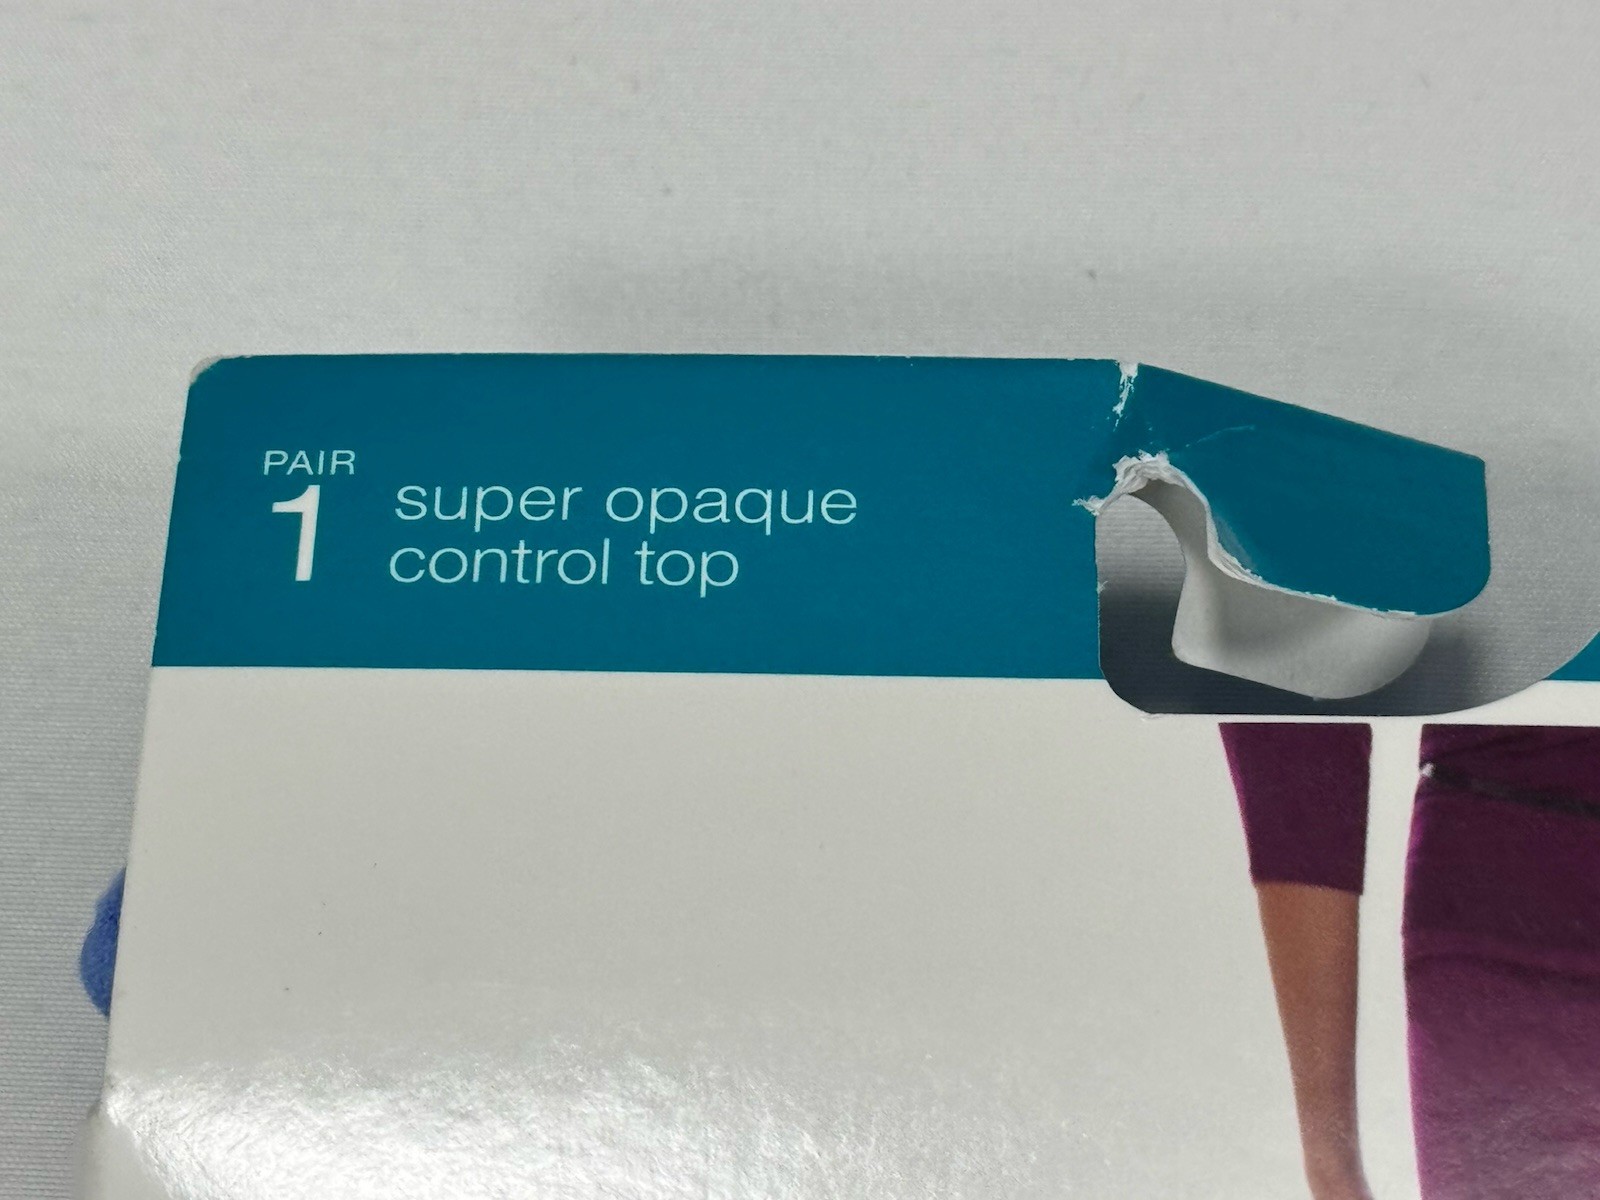 PAIR
1
super opaque
control top